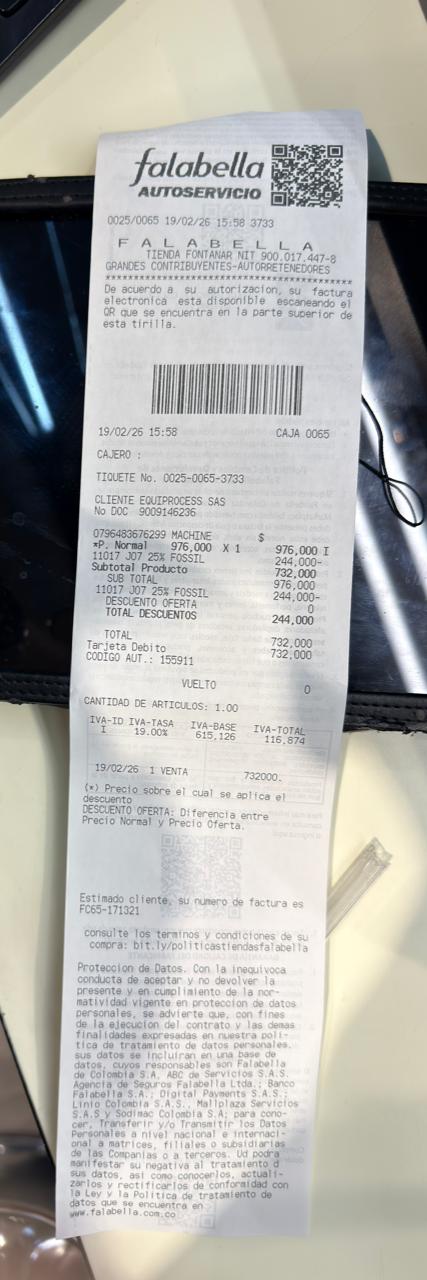 falabella
AUTOSERVICIO
0025/0065 19/02/26 15:58 3733
F A L A B E L L A
TIENDA FONTANAR NIT 900.017.447-8
GRANDES CONTRIBUYENTES-AUTORRETENEDORES
****************************************
De acuerdo a su autorizacion, su factura
electronica esta disponible escaneando el
QR que se encuentra en la parte superior de
esta tirilla.
19/02/26 15:58 CAJA 0065
CAJERO :
TIQUETE No. 0025-0065-3733
CLIENTE EQUIPROCESS SAS
No DOC 9009146236
0796483676299 MACHINE $
*P. Normal 976,000 X 1 976,000 I
11017 J07 25% FOSSIL 244,000-
Subtotal Producto 732,000
SUB TOTAL 976,000
11017 J07 25% FOSSIL 244,000-
DESCUENTO OFERTA 0
TOTAL DESCUENTOS 244,000
TOTAL 732,000
Tarjeta Debito 732,000
CODIGO AUT.: 155911
VUELTO 0
CANTIDAD DE ARTICULOS: 1.00
IVA-ID IVA-TASA IVA-BASE IVA-TOTAL
I 19.00% 615,126 116,874
19/02/26 1 VENTA 732000.
(*) Precio sobre el cual se aplica el
descuento
DESCUENTO OFERTA: Diferencia entre
Precio Normal y Precio Oferta.
Estimado cliente, su numero de factura es
FC65-171321
consulte los terminos y condiciones de su
compra: bit.ly/politicastiendasfalabella
Proteccion de Datos. Con la inequivoca
conducta de aceptar y no devolver la
presente y en cumplimiento de la nor-
matividad vigente en proteccion de datos
personales, se advierte que, con fines
de la ejecucion del contrato y las demas
finalidades expresadas en nuestra poli-
tica de tratamiento de datos personales,
sus datos se incluiran en una base de
datos, cuyos responsables son Falabella
de Colombia S.A, ABC de Servicios S.A.S.
Agencia de Seguros Falabella Ltda.; Banco
Falabella S.A.; Digital Payments S.A.S.;
Linio Colombia S.A.S., Mallplaza Servicios
S.A.S y Sodimac Colombia S.A; para cono-
cer, Transferir y/o Transmitir los Datos
Personales a nivel nacional e internaci-
onal a matrices, filiales o subsidiarias
de las Companias o a terceros. Ud podra
manifestar su negativa al tratamiento d
sus datos, asi como conocerlos, actuali-
zarlos y rectificarlos de conformidad con
la Ley y la Politica de tratamiento de
datos que se encuentra en
www.falabella.com.co